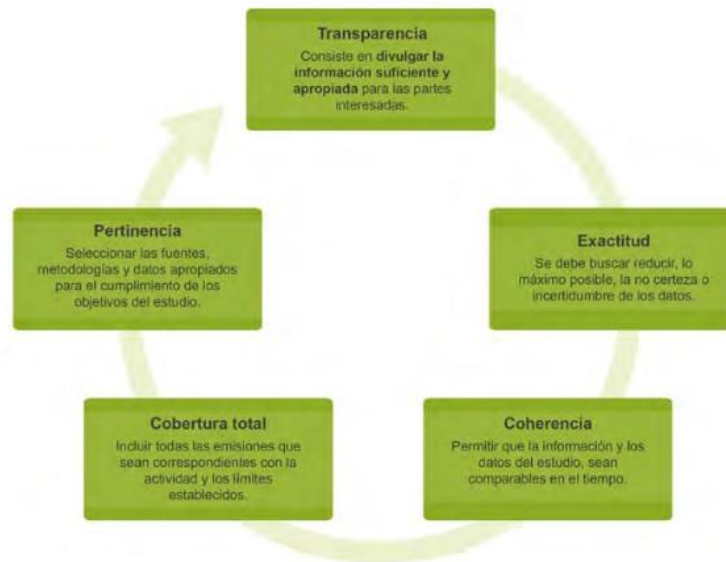 Transparencia
Consiste en divulgar la
información suficiente y
apropiada para las partes
interesadas.
Exactitud
Se debe buscar reducir, lo
máximo posible, la no certeza o
incertidumbre de los datos.
Coherencia
Permitir que la información y los
datos del estudio, sean
comparables en el tiempo.
Cobertura total
Incluir todas las emisiones que
sean correspondientes con la
actividad y los límites
establecidos.
Pertinencia
Seleccionar las fuentes,
metodologías y datos apropiados
para el cumplimiento de los
objetivos del estudio.